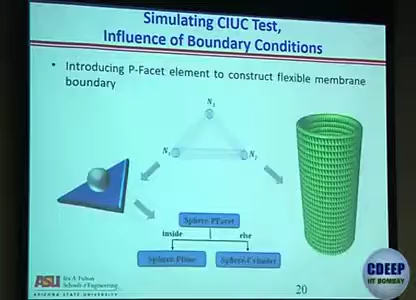 Simulating CIUC Test,
Influence of Boundary Conditions
• Introducing P-Facet element to construct flexible membrane
boundary
N3
N1
N2
Sphere-PFacet
inside
else
Sphere-Plane
Sphere-Cylinder
ASU Ira A. Fulton
Schools of Engineering
ARIZONA STATE UNIVERSITY
20
CDEEP
IIT BOMBAY